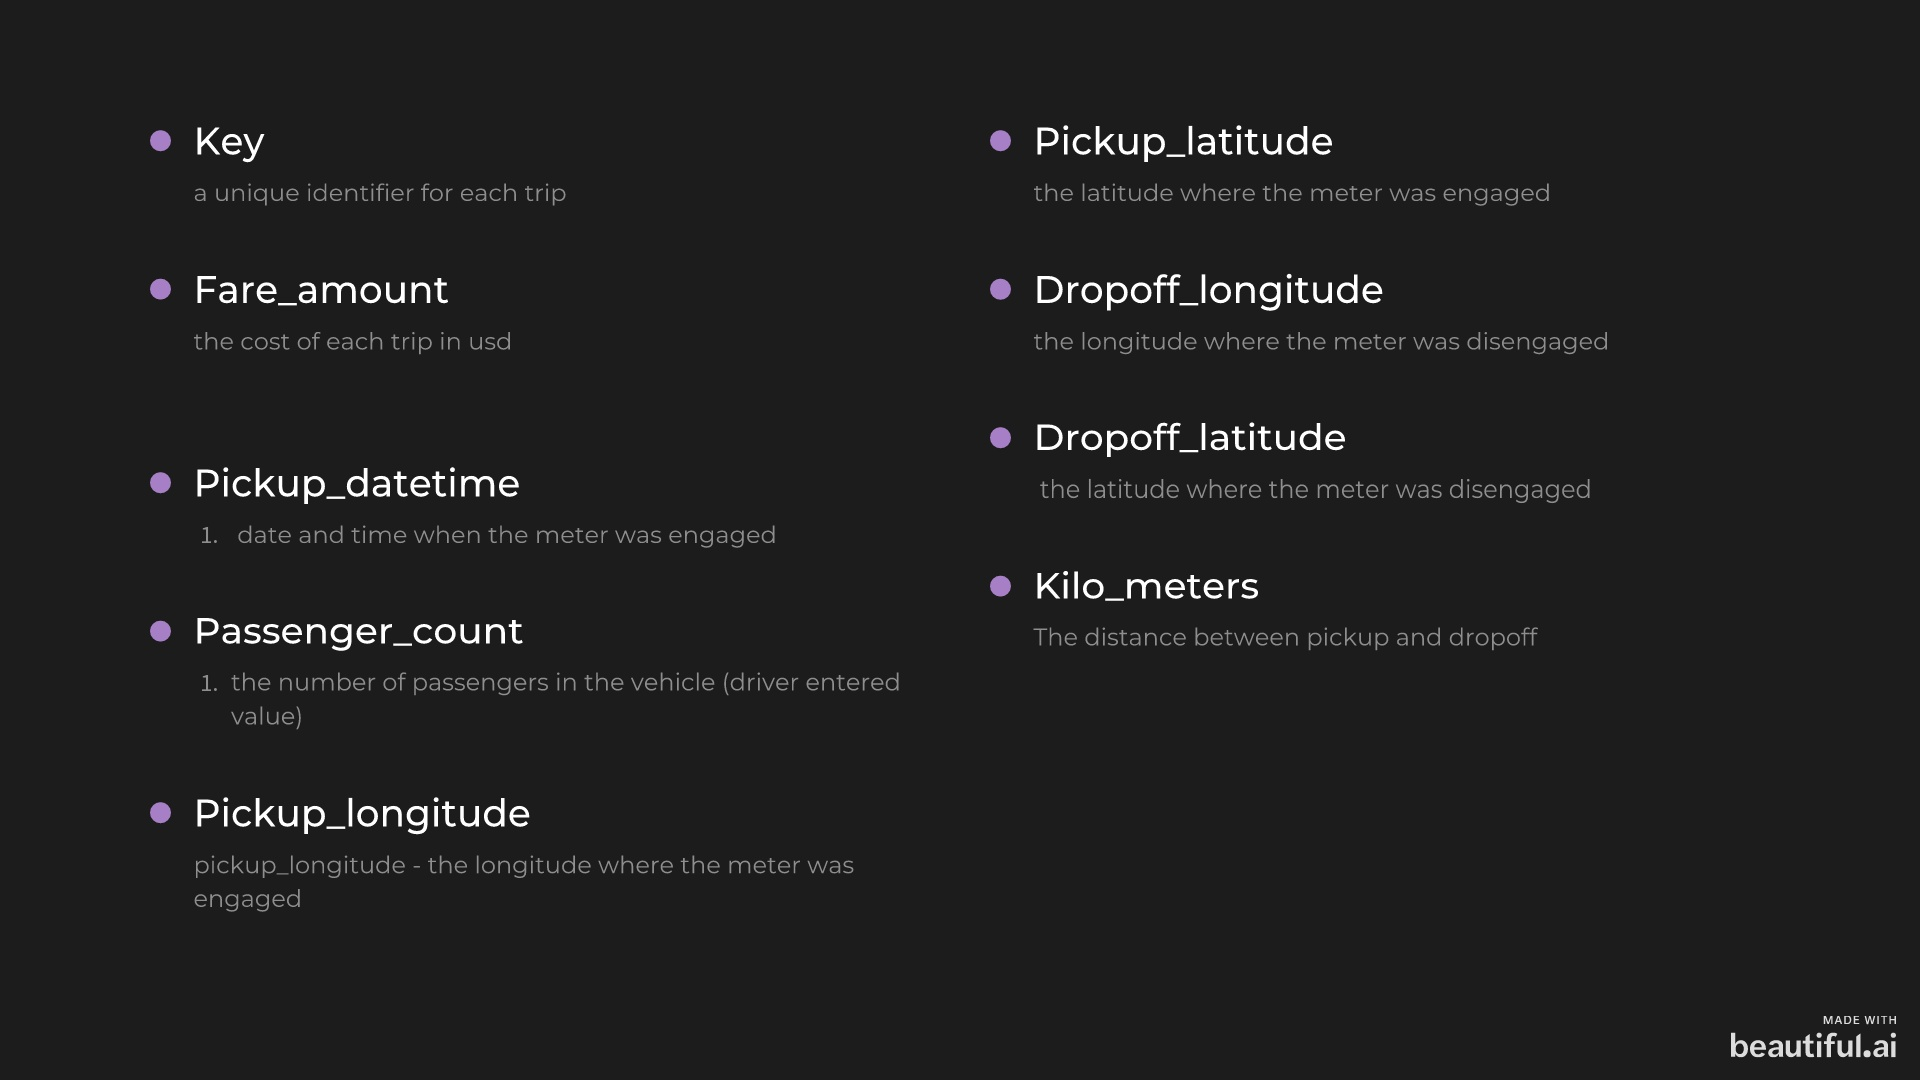 Key
a unique identifier for each trip
Fare_amount
the cost of each trip in usd
Pickup_datetime
1. date and time when the meter was engaged
Passenger_count
1. the number of passengers in the vehicle (driver entered
value)
Pickup_longitude
pickup_longitude - the longitude where the meter was
engaged
Pickup_latitude
the latitude where the meter was engaged
Dropoff_longitude
the longitude where the meter was disengaged
Dropoff_latitude
the latitude where the meter was disengaged
Kilo_meters
The distance between pickup and dropoff
MADE WITH
beautiful.ai